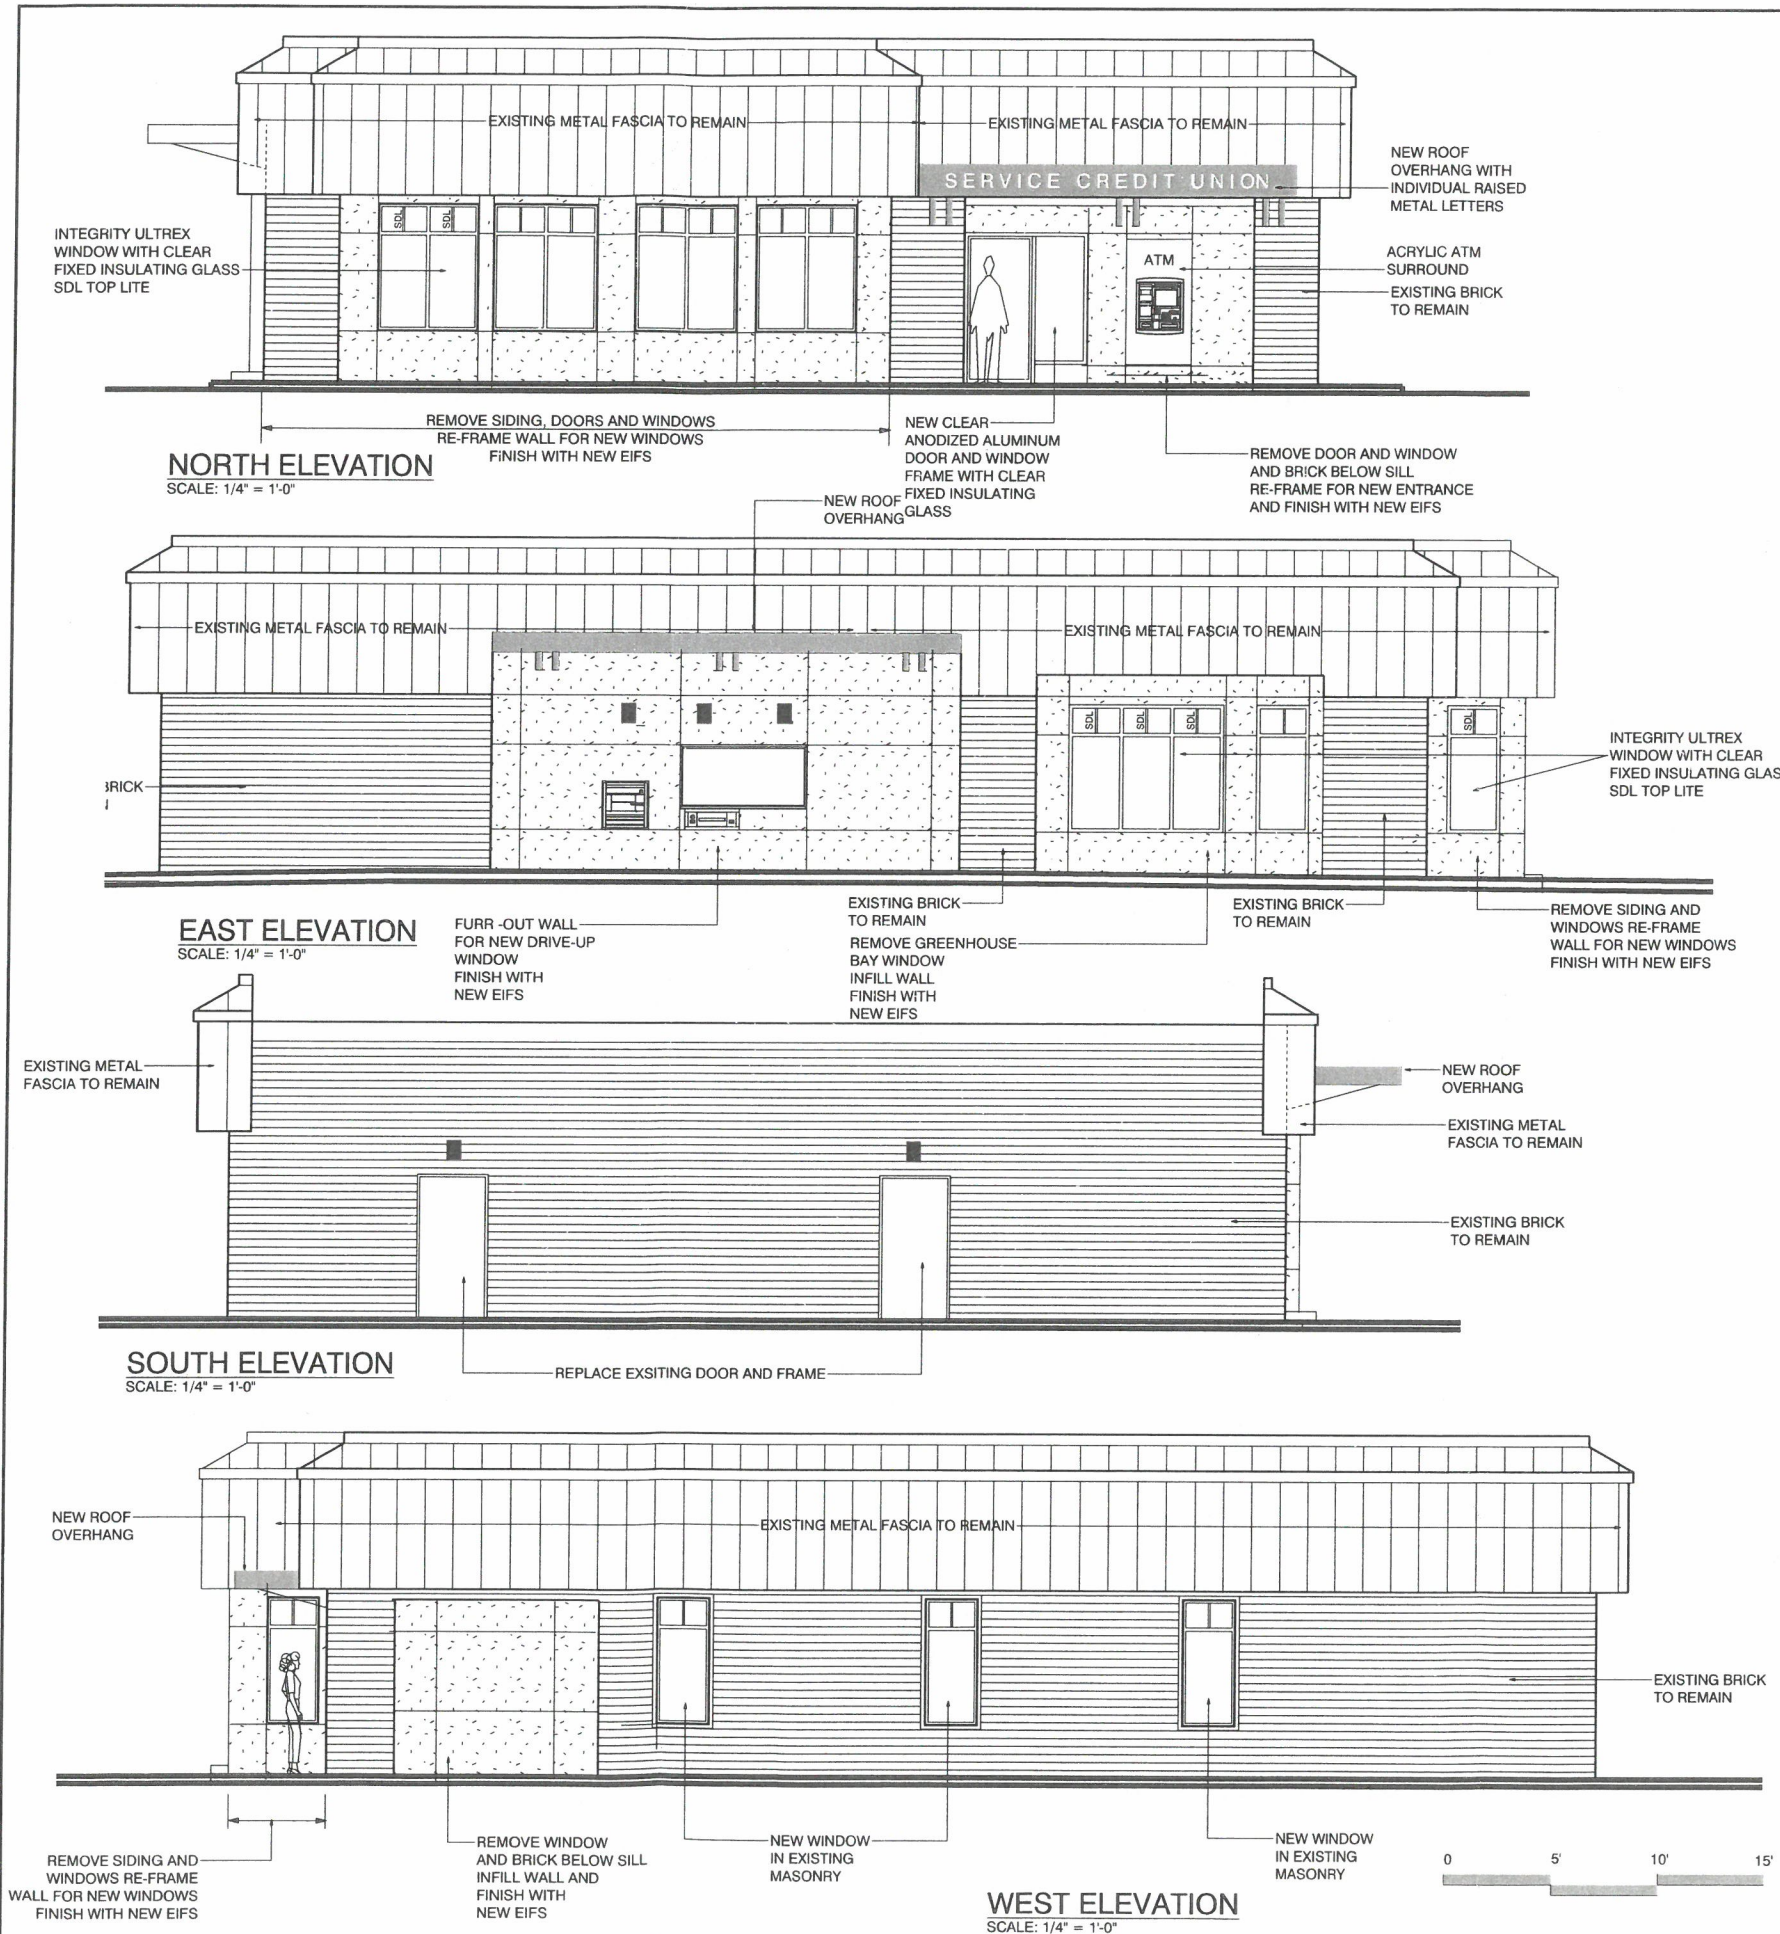 EXISTING METAL FASCIA TO REMAIN
EXISTING METAL FASCIA TO REMAIN
SERVICE CREDIT UNION
NEW ROOF
OVERHANG WITH
INDIVIDUAL RAISED
METAL LETTERS
INTEGRITY ULTREX
WINDOW WITH CLEAR
FIXED INSULATING GLASS
SDL TOP LITE
SDL
SDL
ATM
ACRYLIC ATM
SURROUND
EXISTING BRICK
TO REMAIN
REMOVE SIDING, DOORS AND WINDOWS
RE-FRAME WALL FOR NEW WINDOWS
FINISH WITH NEW EIFS
NEW CLEAR
ANODIZED ALUMINUM
DOOR AND WINDOW
FRAME WITH CLEAR
FIXED INSULATING
GLASS
REMOVE DOOR AND WINDOW
AND BRICK BELOW SILL
RE-FRAME FOR NEW ENTRANCE
AND FINISH WITH NEW EIFS
NORTH ELEVATION
SCALE: 1/4" = 1'-0"
NEW ROOF
OVERHANG
EXISTING METAL FASCIA TO REMAIN
EXISTING METAL FASCIA TO REMAIN
SDL
SDL
SDL
SDL
BRICK
INTEGRITY ULTREX
WINDOW WITH CLEAR
FIXED INSULATING GLAS
SDL TOP LITE
EAST ELEVATION
SCALE: 1/4" = 1'-0"
FURR -OUT WALL
FOR NEW DRIVE-UP
WINDOW
FINISH WITH
NEW EIFS
EXISTING BRICK
TO REMAIN
REMOVE GREENHOUSE
BAY WINDOW
INFILL WALL
FINISH WITH
NEW EIFS
EXISTING BRICK
TO REMAIN
REMOVE SIDING AND
WINDOWS RE-FRAME
WALL FOR NEW WINDOWS
FINISH WITH NEW EIFS
EXISTING METAL
FASCIA TO REMAIN
NEW ROOF
OVERHANG
EXISTING METAL
FASCIA TO REMAIN
EXISTING BRICK
TO REMAIN
SOUTH ELEVATION
SCALE: 1/4" = 1'-0"
REPLACE EXSITING DOOR AND FRAME
NEW ROOF
OVERHANG
EXISTING METAL FASCIA TO REMAIN
EXISTING BRICK
TO REMAIN
REMOVE SIDING AND
WINDOWS RE-FRAME
WALL FOR NEW WINDOWS
FINISH WITH NEW EIFS
REMOVE WINDOW
AND BRICK BELOW SILL
INFILL WALL AND
FINISH WITH
NEW EIFS
NEW WINDOW
IN EXISTING
MASONRY
NEW WINDOW
IN EXISTING
MASONRY
0 5' 10' 15'
WEST ELEVATION
SCALE: 1/4" = 1'-0"